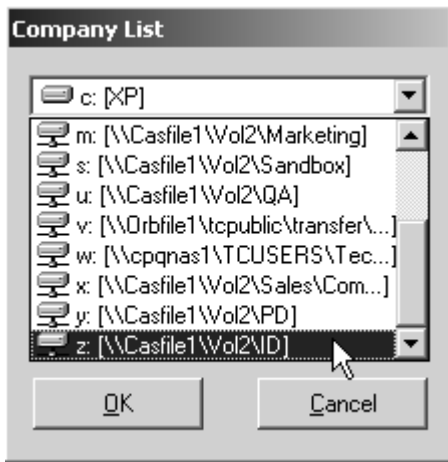 Company List
c: [XP]
m: [\\Casfile1\Vol2\Marketing]
s: [\\Casfile1\Vol2\Sandbox]
u: [\\Casfile1\Vol2\QA]
v: [\\Orbfile1\tcpublic\transfer\...]
w: [\\cpqnas1\TCUSERS\Tec...]
x: [\\Casfile1\Vol2\Sales\Com...]
y: [\\Casfile1\Vol2\PD]
z: [\\Casfile1\Vol2\ID]
OK Cancel